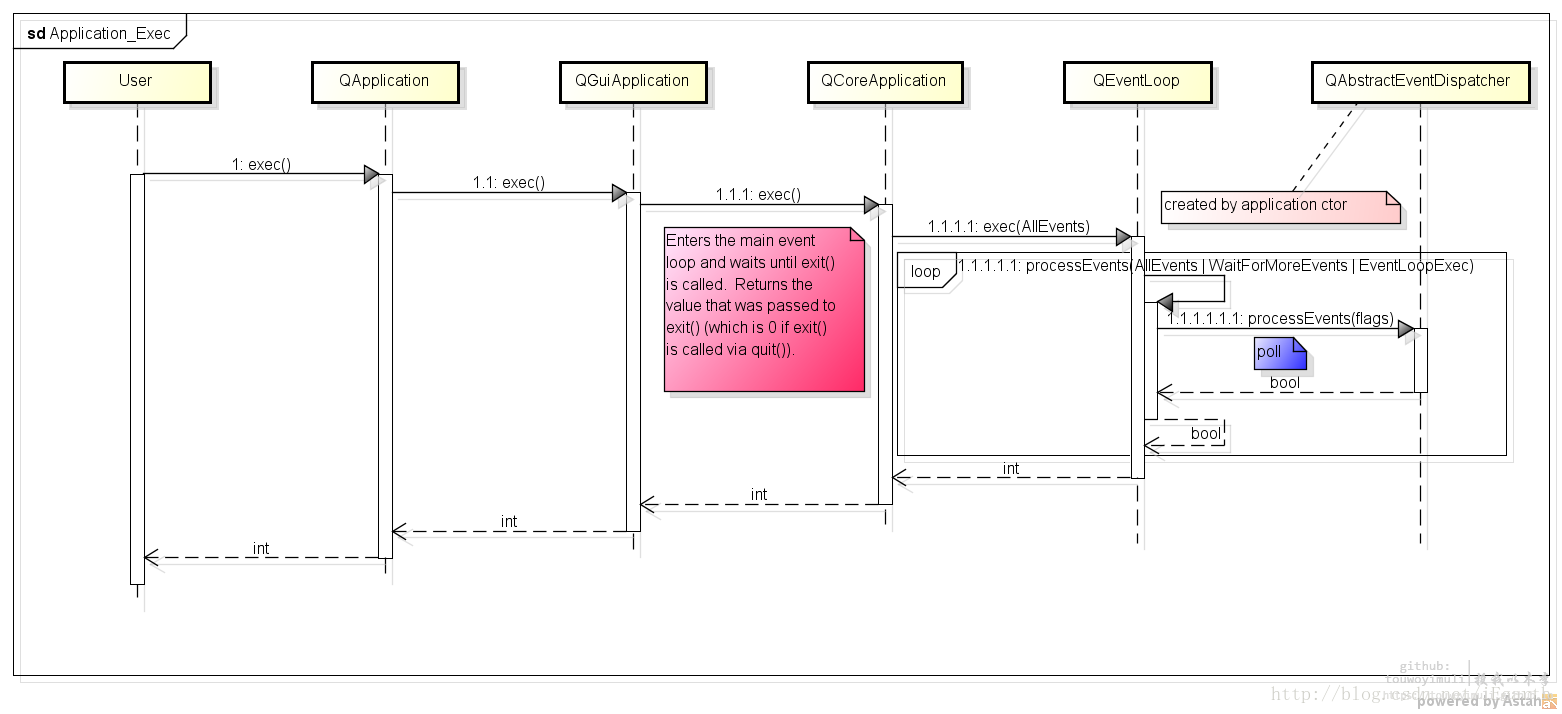 sd Application_Exec
User
QApplication
QGuiApplication
QCoreApplication
QEventLoop
QAbstractEventDispatcher
1: exec()
1.1: exec()
1.1.1: exec()
created by application ctor
1.1.1.1: exec(AllEvents)
Enters the main event
loop and waits until exit()
is called.  Returns the
value that was passed to
exit() (which is 0 if exit()
is called via quit()).
loop
1.1.1.1.1: processEvents(AllEvents | WaitForMoreEvents | EventLoopExec)
1.1.1.1.1.1: processEvents(flags)
poll
bool
bool
int
int
int
int
github:
Youwoyimuli
http://blog.csdn.net/
powered by Astah